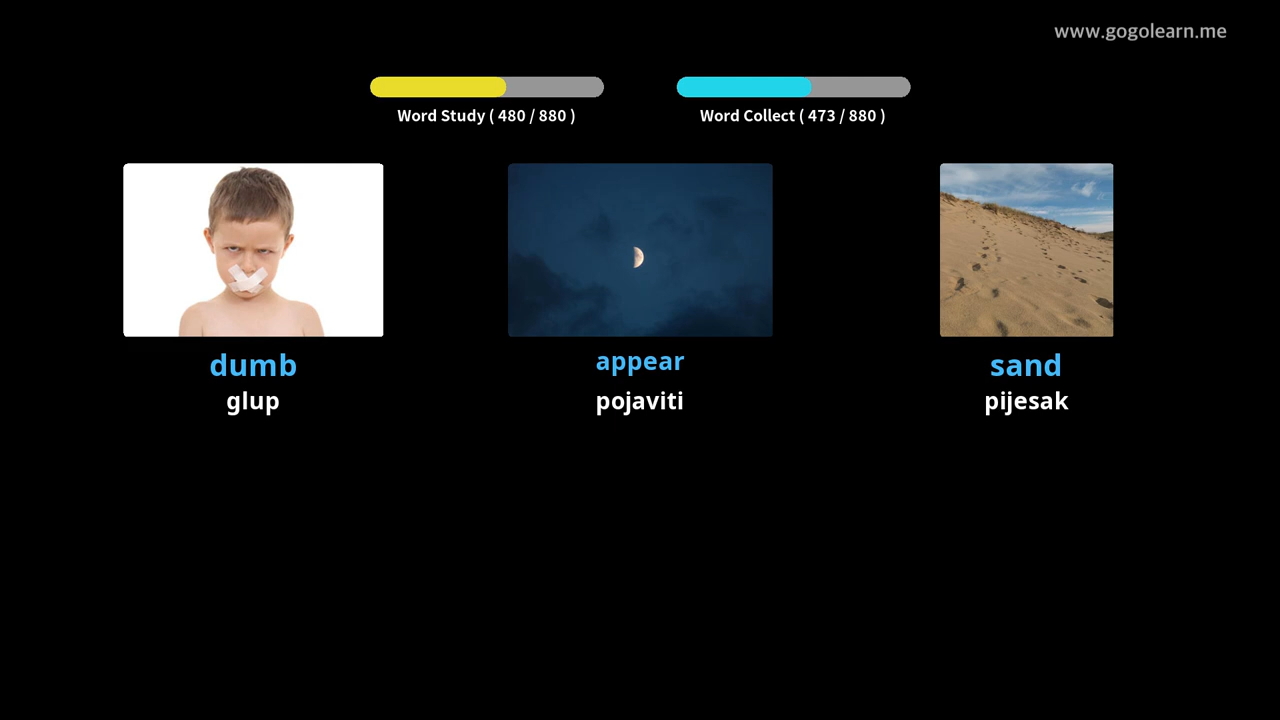 www.gogolearn.me
Word Study ( 480 / 880 )
Word Collect ( 473 / 880 )
dumb
glup
appear
pojaviti
sand
pijesak